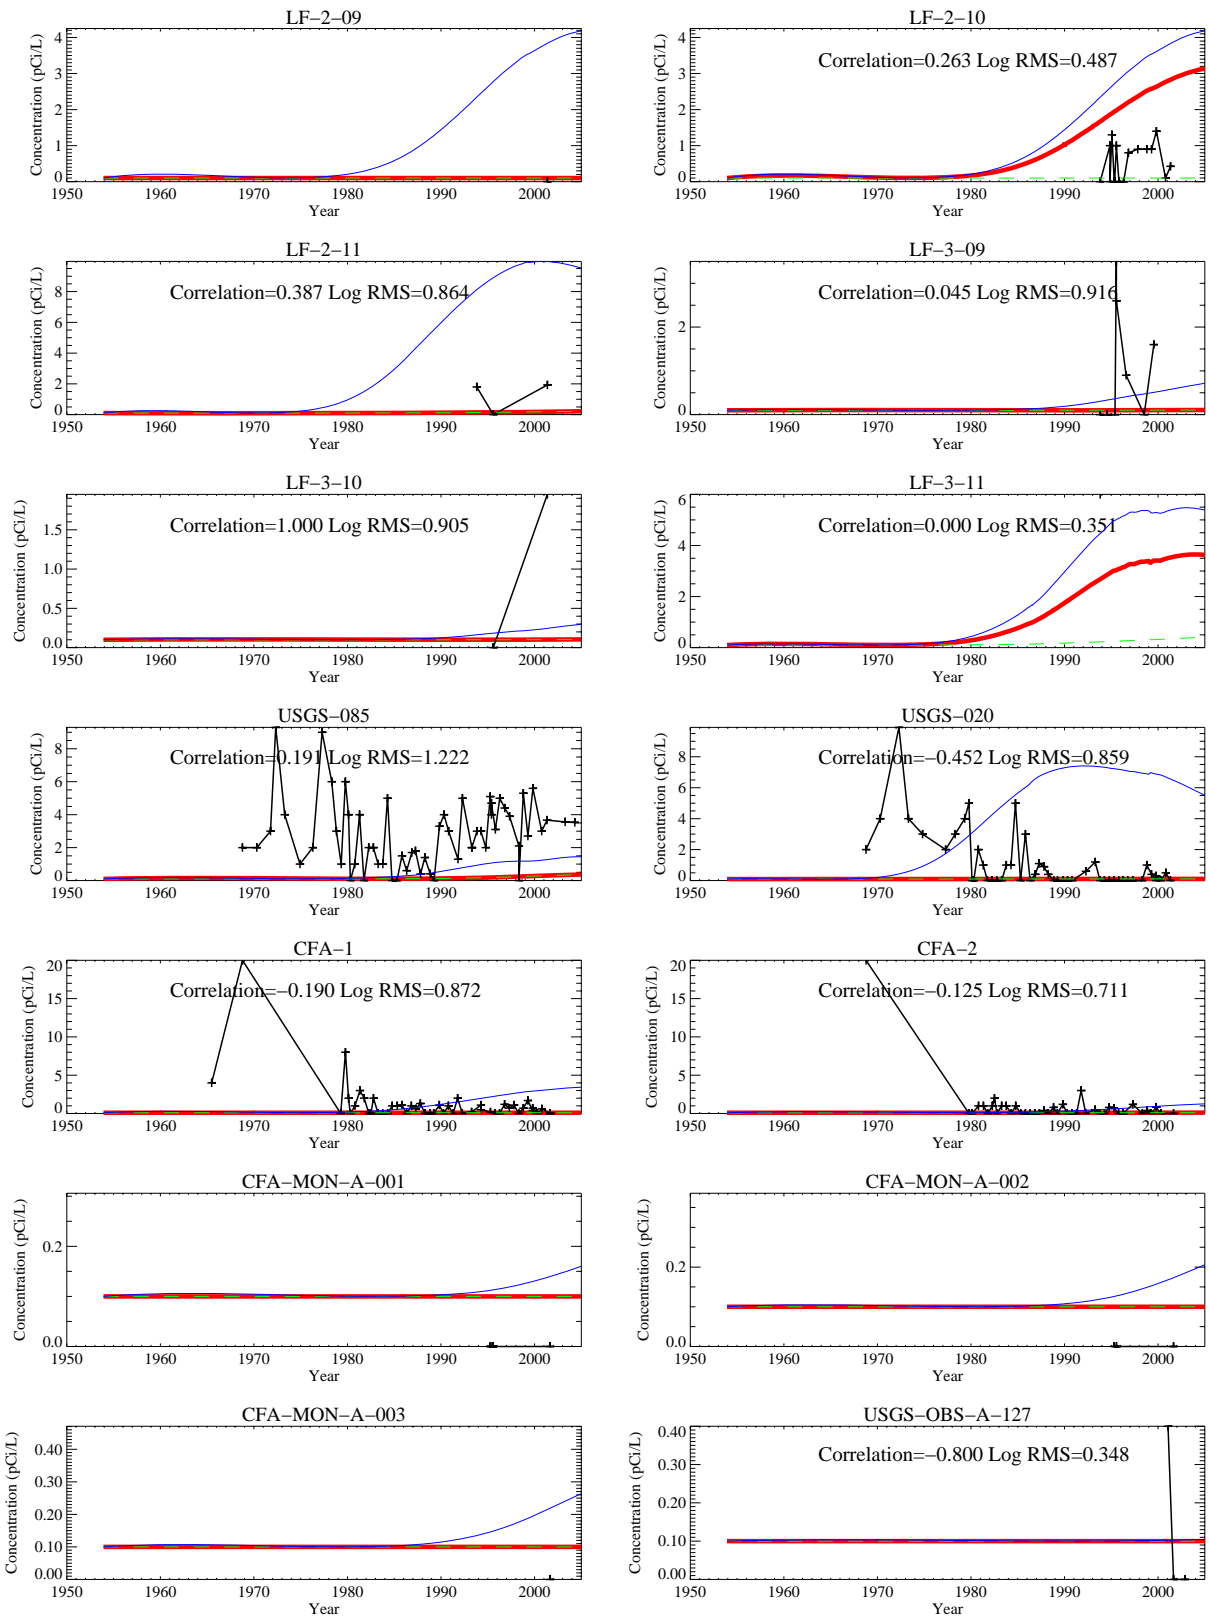 LF-2-09
Concentration (pCi/L)
4
3
2
1
0
1950 1960 1970 1980 1990 2000
Year
LF-2-10
Correlation=0.263 Log RMS=0.487
Concentration (pCi/L)
4
3
2
1
0
1950 1960 1970 1980 1990 2000
Year
LF-2-11
Correlation=0.387 Log RMS=0.864
Concentration (pCi/L)
8
6
4
2
0
1950 1960 1970 1980 1990 2000
Year
LF-3-09
Correlation=0.045 Log RMS=0.916
Concentration (pCi/L)
2
0
1950 1960 1970 1980 1990 2000
Year
LF-3-10
Correlation=1.000 Log RMS=0.905
Concentration (pCi/L)
1.5
1.0
0.5
0.0
1950 1960 1970 1980 1990 2000
Year
LF-3-11
Correlation=0.000 Log RMS=0.351
Concentration (pCi/L)
6
4
2
0
1950 1960 1970 1980 1990 2000
Year
USGS-085
Correlation=0.191 Log RMS=1.222
Concentration (pCi/L)
8
6
4
2
0
1950 1960 1970 1980 1990 2000
Year
USGS-020
Correlation=-0.452 Log RMS=0.859
Concentration (pCi/L)
8
6
4
2
0
1950 1960 1970 1980 1990 2000
Year
CFA-1
Correlation=-0.190 Log RMS=0.872
Concentration (pCi/L)
20
15
10
5
0
1950 1960 1970 1980 1990 2000
Year
CFA-2
Correlation=-0.125 Log RMS=0.711
Concentration (pCi/L)
20
15
10
5
0
1950 1960 1970 1980 1990 2000
Year
CFA-MON-A-001
Concentration (pCi/L)
0.2
0.0
1950 1960 1970 1980 1990 2000
Year
CFA-MON-A-002
Concentration (pCi/L)
0.2
0.0
1950 1960 1970 1980 1990 2000
Year
CFA-MON-A-003
Concentration (pCi/L)
0.40
0.30
0.20
0.10
0.00
1950 1960 1970 1980 1990 2000
Year
USGS-OBS-A-127
Correlation=-0.800 Log RMS=0.348
Concentration (pCi/L)
0.40
0.30
0.20
0.10
0.00
1950 1960 1970 1980 1990 2000
Year